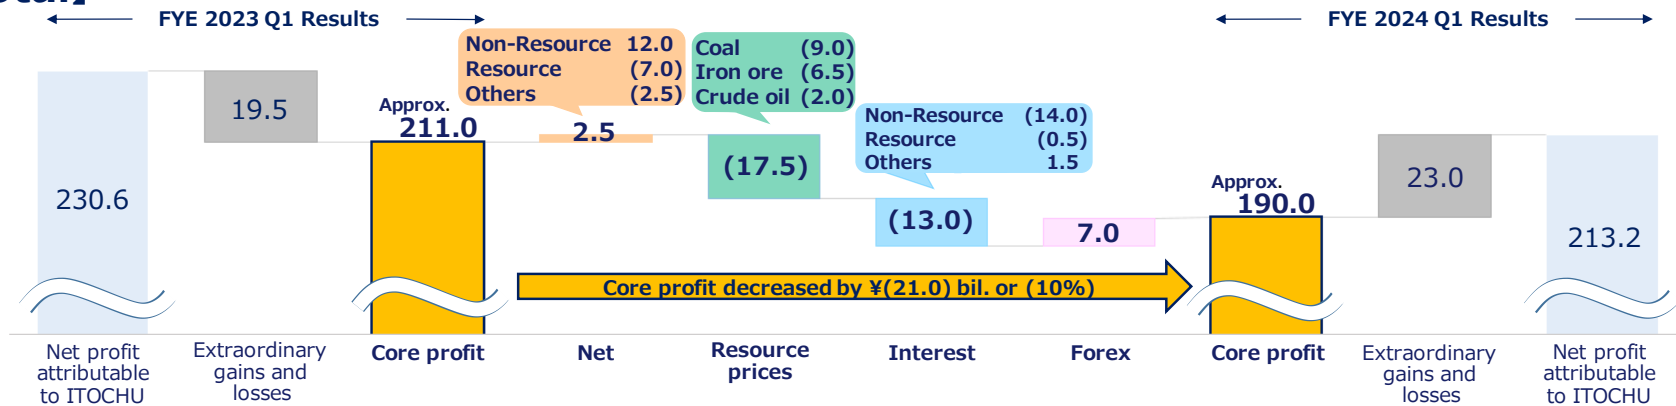 FYE 2023 Q1 Results
FYE 2024 Q1 Results
Non-Resource 12.0
Resource (7.0)
Others (2.5)
Coal (9.0)
Iron ore (6.5)
Crude oil (2.0)
Non-Resource (14.0)
Resource (0.5)
Others 1.5
230.6
19.5
Approx.
211.0
2.5
(17.5)
(13.0)
7.0
Approx.
190.0
23.0
213.2
Core profit decreased by ¥(21.0) bil. or (10%)
Net profit
attributable
to ITOCHU
Extraordinary
gains and
losses
Core profit
Net
Resource
prices
Interest
Forex
Core profit
Extraordinary
gains and
losses
Net profit
attributable
to ITOCHU